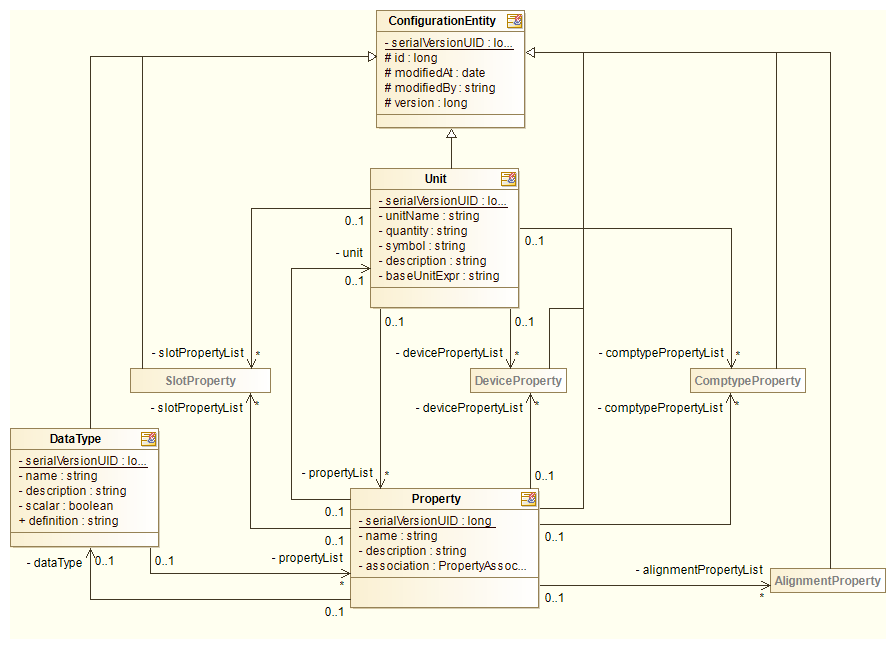 ConfigurationEntity
- serialVersionUID : lo...
# id : long
# modifiedAt : date
# modifiedBy : string
# version : long
Unit
- serialVersionUID : lo...
- unitName : string
- quantity : string
- symbol : string
- description : string
- baseUnitExpr : string
0..1
0..1
- unit
0..1
0..1
0..1
- slotPropertyList *
- devicePropertyList *
- comptypePropertyList *
SlotProperty
DeviceProperty
ComptypeProperty
- slotPropertyList *
- devicePropertyList *
- comptypePropertyList *
DataType
- serialVersionUID : lo...
- name : string
- description : string
- scalar : boolean
+ definition : string
- propertyList *
0..1
Property
- serialVersionUID : long
- name : string
- description : string
- association : PropertyAssoc...
0..1
0..1
0..1
- dataType 0..1
0..1
- propertyList
*
0..1
- alignmentPropertyList
*
0..1
AlignmentProperty